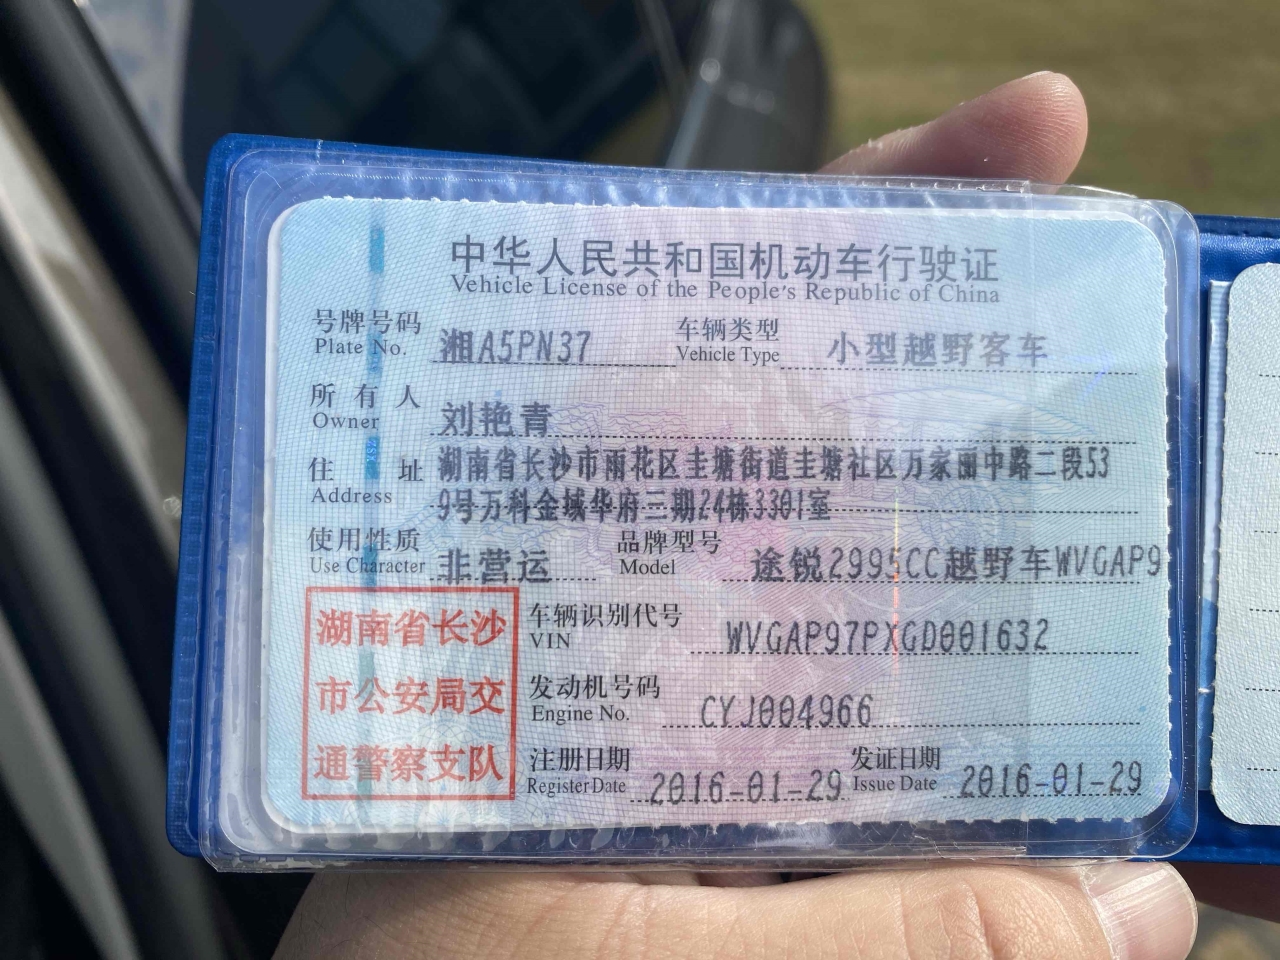 中华人民共和国机动车行驶证
Vehicle License of the People's Republic of China
号牌号码 湘A5PN37 车辆类型 小型越野客车
Plate No. Vehicle Type
所有人 刘艳青
Owner
住址 湖南省长沙市雨花区圭塘街道圭塘社区万家丽中路二段53
Address 9号万科金域华府三期24栋3301室
使用性质 非营运 品牌型号 途锐2995CC越野车WVGAP9
Use Character Model
湖南省长沙
市公安局交
通警察支队
车辆识别代号 WVGAP97PXGD001632
VIN
发动机号码 CYJ004966
Engine No.
注册日期 2016-01-29 发证日期 2016-01-29
Register Date Issue Date